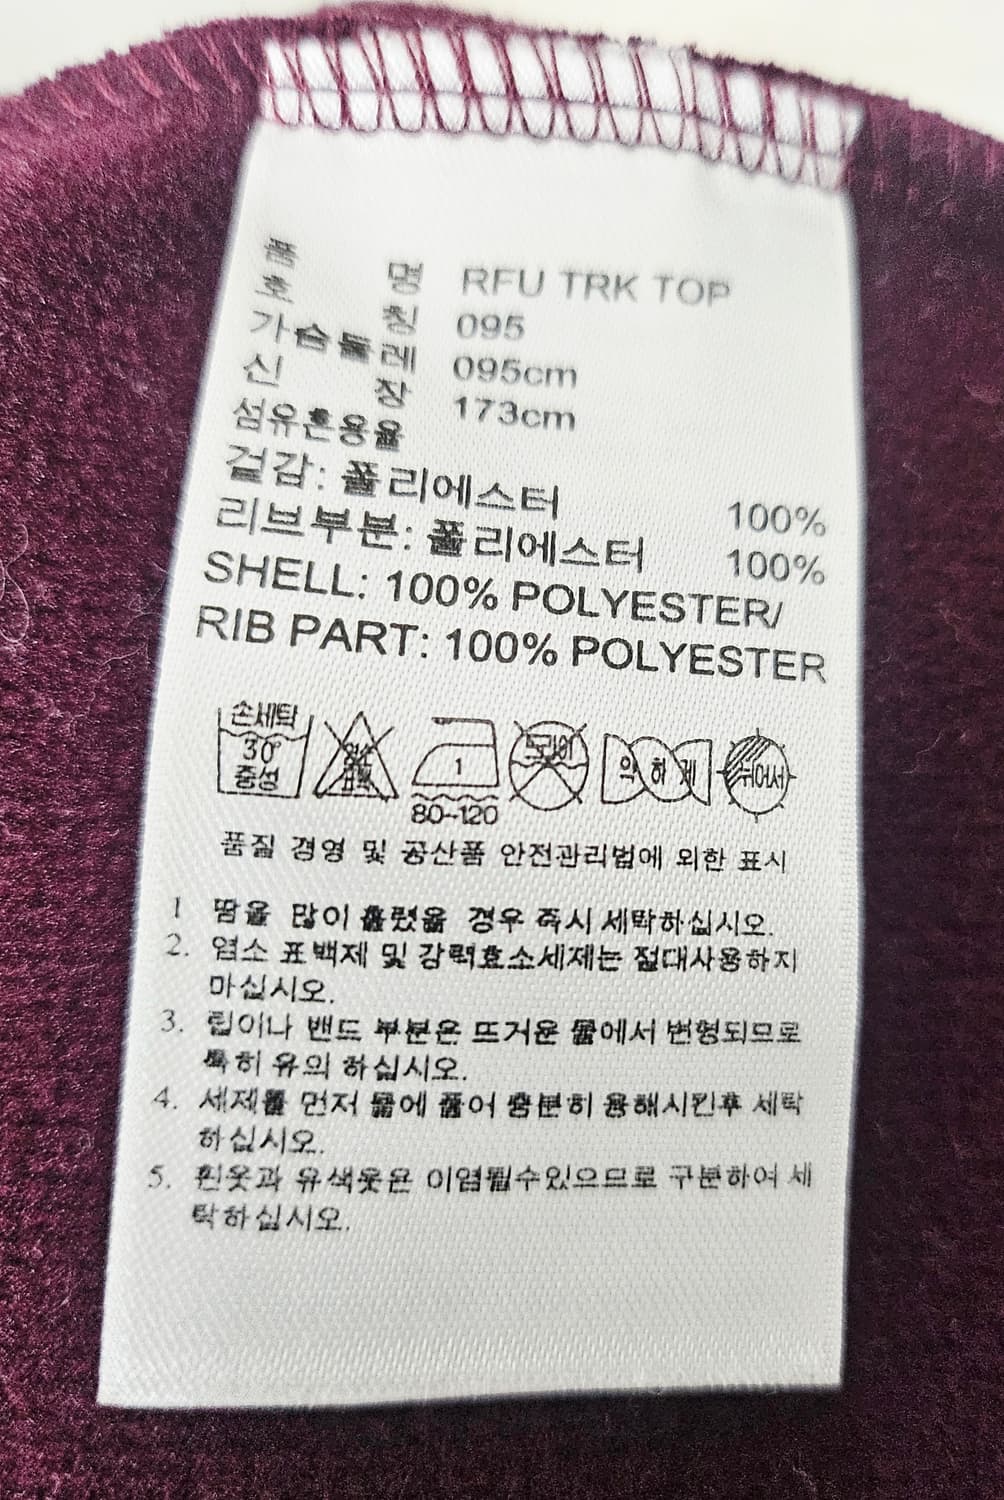 품 명 RFU TRK TOP
호 칭 095
가슴둘레 095cm
신 장 173cm
섬유혼용율
겉감: 폴리에스터 100%
리브부분: 폴리에스터 100%
SHELL: 100% POLYESTER/
RIB PART: 100% POLYESTER
손세탁 30° 중성 염소 표백 1 80~120 드라이 약하게 뉘어서
품질 경영 및 공산품 안전관리법에 의한 표시
1 땀을 많이 흘렸을 경우 즉시 세탁하십시오.
2. 염소 표백제 및 강력효소세제는 절대사용하지
마십시오.
3. 립이나 밴드 부분은 뜨거운 물에서 변형되므로
특히 유의 하십시오.
4. 세제를 먼저 물에 풀어 충분히 용해시킨후 세탁
하십시오.
5. 흰옷과 유색옷은 이염될수있으므로 구분하여 세
탁하십시오.